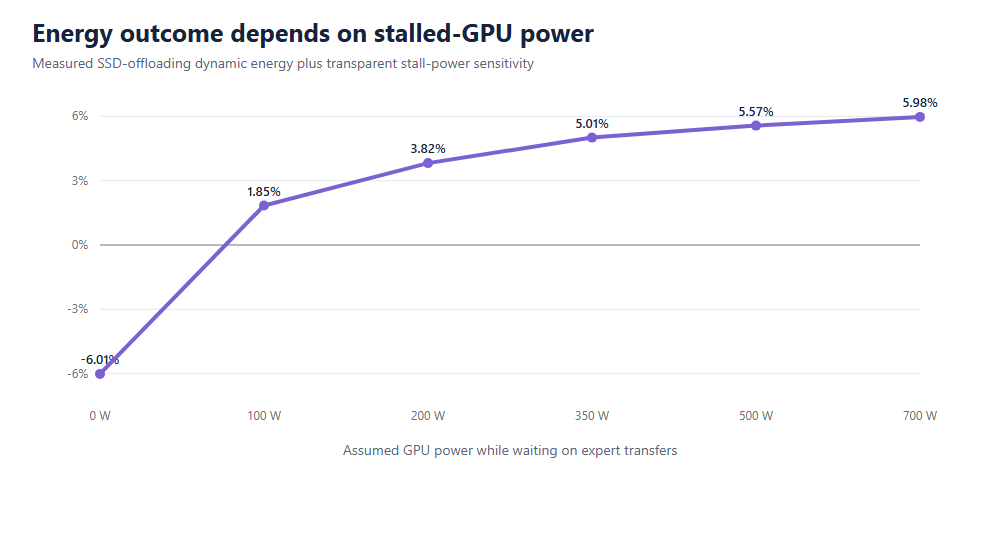 Energy outcome depends on stalled-GPU power
Measured SSD-offloading dynamic energy plus transparent stall-power sensitivity
5.98%
5.57%
5.01%
3.82%
1.85%
-6.01%
6%
3%
0%
-3%
-6%
0 W
100 W
200 W
350 W
500 W
700 W
Assumed GPU power while waiting on expert transfers